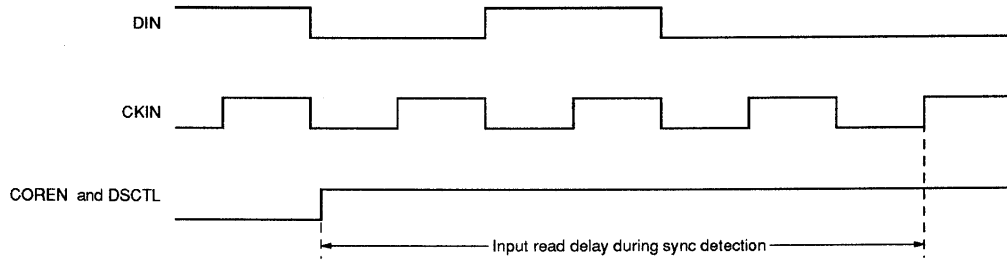 DIN
CKIN
COREN and DSCTL
Input read delay during sync detection